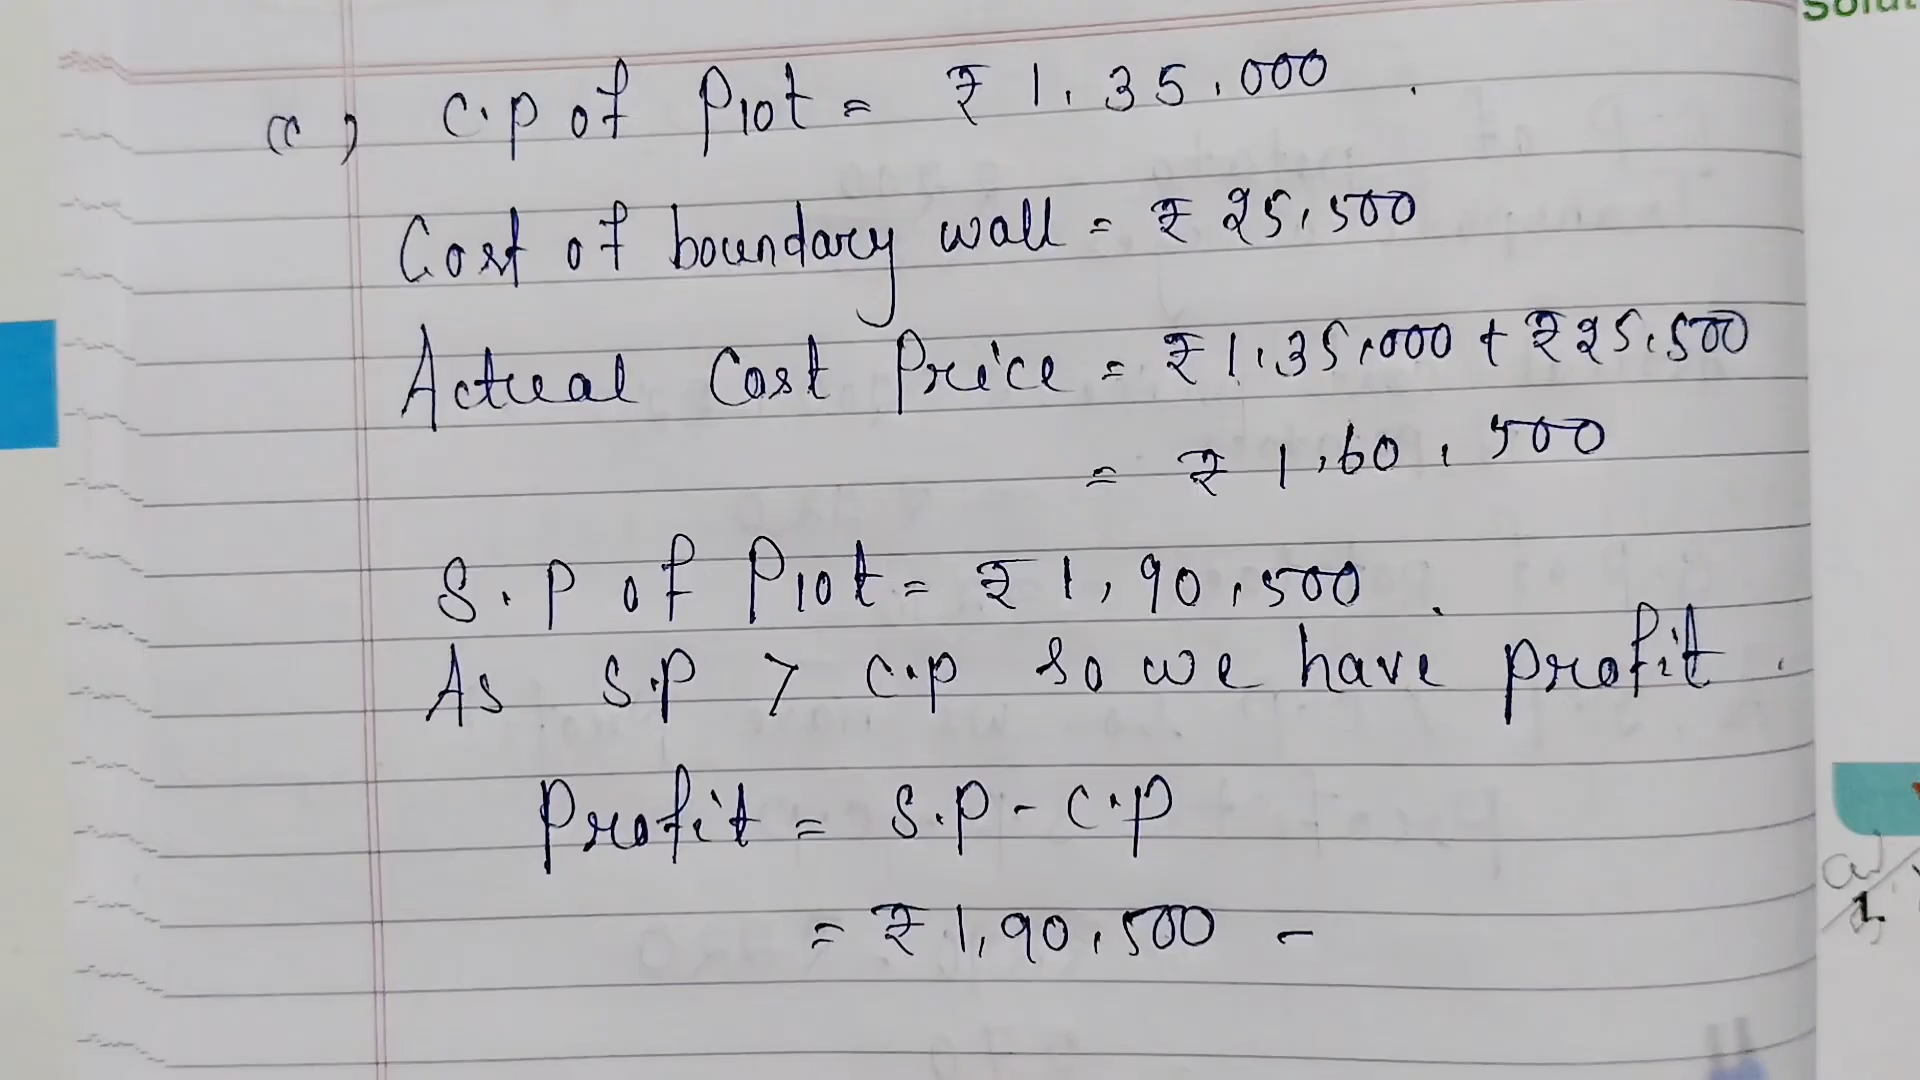 (c) C.P of Plot = ₹ 1,35,000.
Cost of boundary wall = ₹ 25,500
Actual Cost Price = ₹ 1,35,000 + ₹ 25,500
= ₹ 1,60,500
S.P of Plot = ₹ 1,90,500.
As S.P > C.P so we have profit.
Profit = S.P - C.P
= ₹ 1,90,500 -